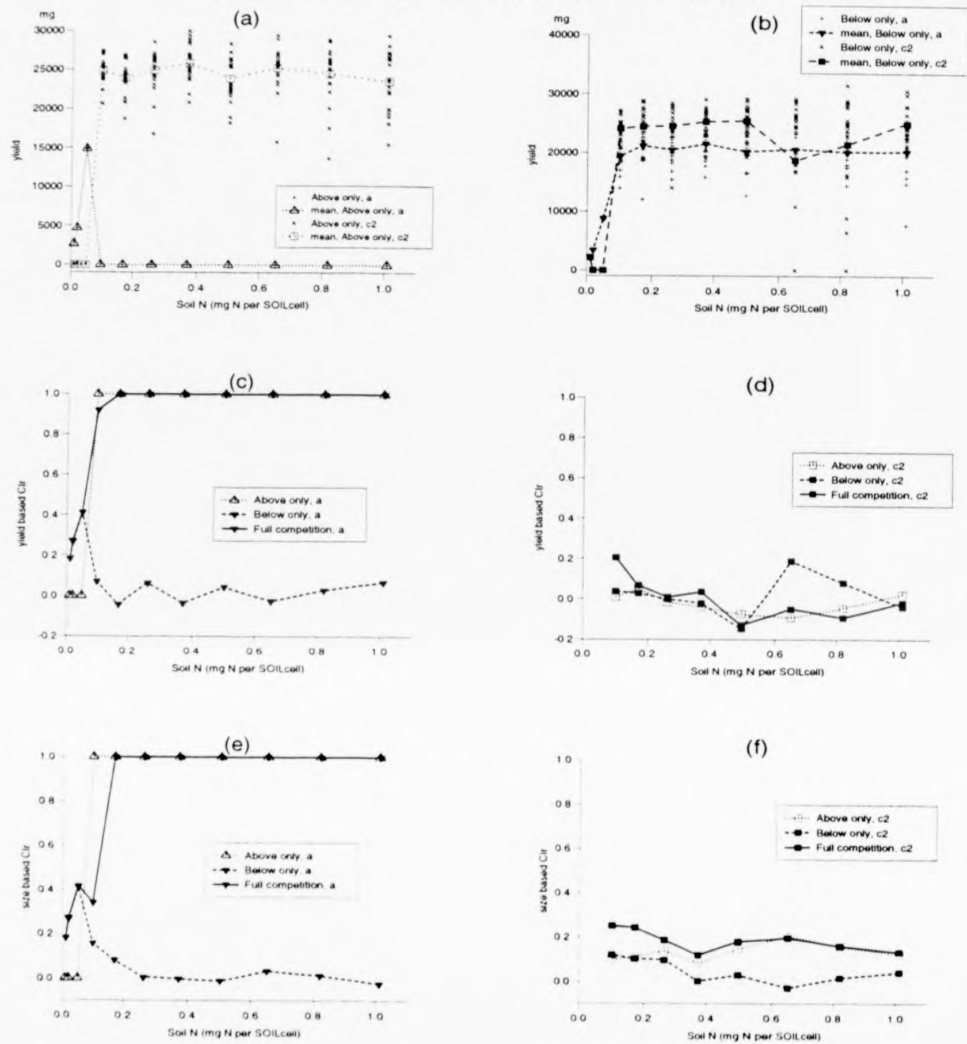 (a)
mg
30000
25000
20000
15000
10000
5000
0
yield
Above only, a
mean, Above only, a
Above only, c2
mean, Above only, c2
0.0 0.2 0.4 0.6 0.8 1.0
Soil N (mg N per SOILcell)
(b)
mg
40000
30000
20000
10000
0
yield
Below only, a
mean, Below only, a
Below only, c2
mean, Below only, c2
0.0 0.2 0.4 0.6 0.8 1.0
Soil N (mg N per SOILcell)
(c)
1.0
0.8
0.6
0.4
0.2
0.0
-0.2
yield based CIr
Above only, a
Below only, a
Full competition, a
0.0 0.2 0.4 0.6 0.8 1.0
Soil N (mg N per SOILcell)
(d)
1.0
0.8
0.6
0.4
0.2
0.0
-0.2
yield based CIr
Above only, c2
Below only, c2
Full competition, c2
0.0 0.2 0.4 0.6 0.8 1.0
Soil N (mg N per SOILcell)
(e)
1.0
0.8
0.6
0.4
0.2
0.0
size based CIr
Above only, a
Below only, a
Full competition, a
0.0 0.2 0.4 0.6 0.8 1.0
Soil N (mg N per SOILcell)
(f)
1.0
0.8
0.6
0.4
0.2
0.0
size based CIr
Above only, c2
Below only, c2
Full competition, c2
0.0 0.2 0.4 0.6 0.8 1.0
Soil N (mg N per SOILcell)